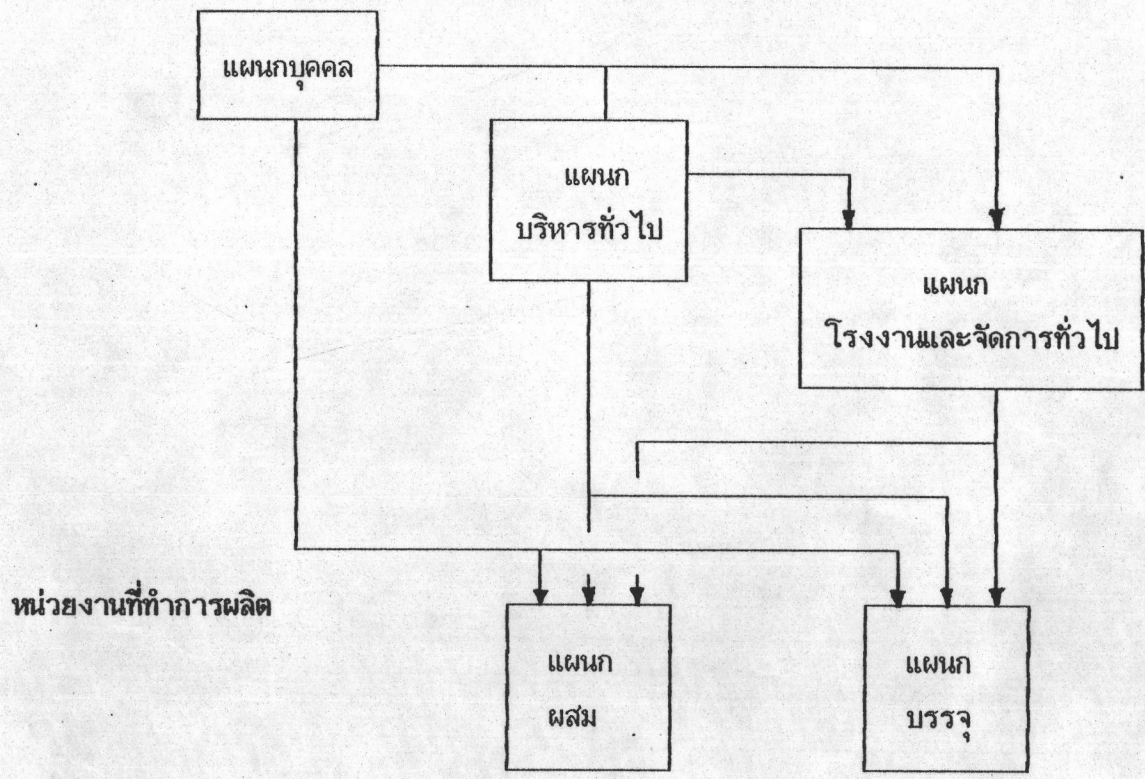 แผนกบุคคล
แผนก
บริหารทั่วไป
แผนก
โรงงานและจัดการทั่วไป
หน่วยงานที่ทำการผลิต
แผนก
ผสม
แผนก
บรรจุ